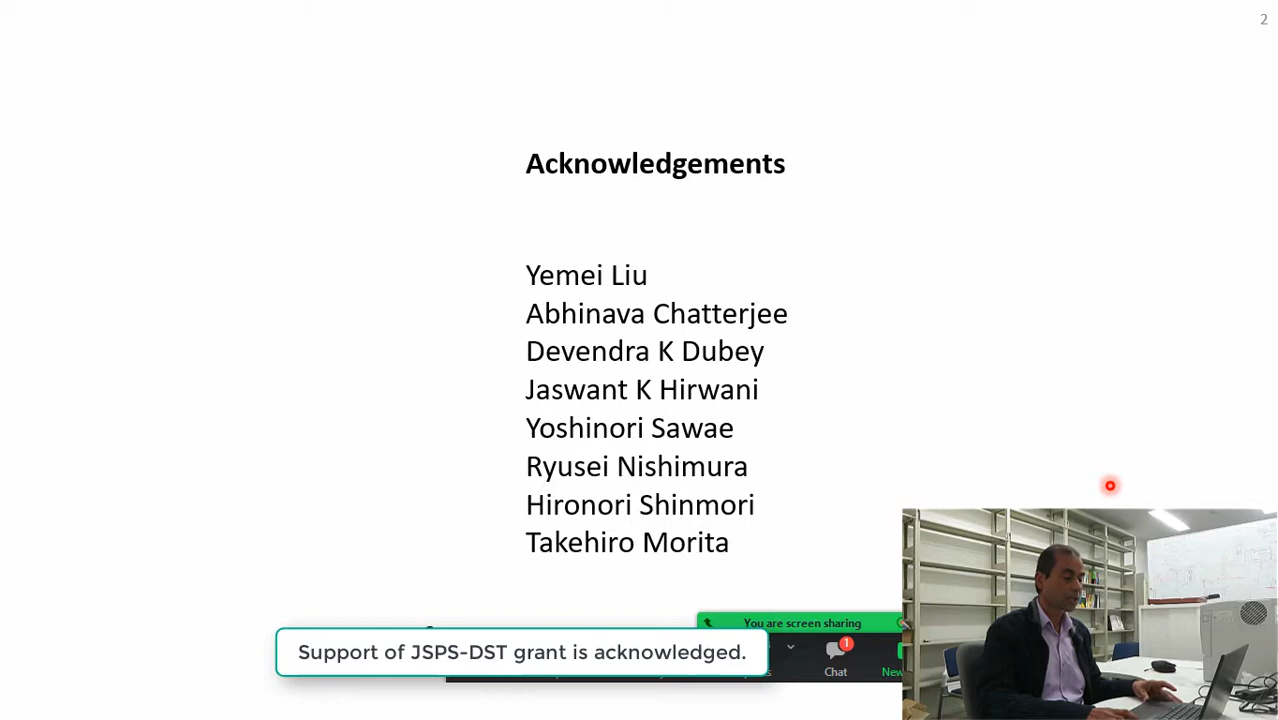 2
Acknowledgements
Yemei Liu
Abhinava Chatterjee
Devendra K Dubey
Jaswant K Hirwani
Yoshinori Sawae
Ryusei Nishimura
Hironori Shinmori
Takehiro Morita
You are screen sharing
Support of JSPS-DST grant is acknowledged.
1
Chat
New